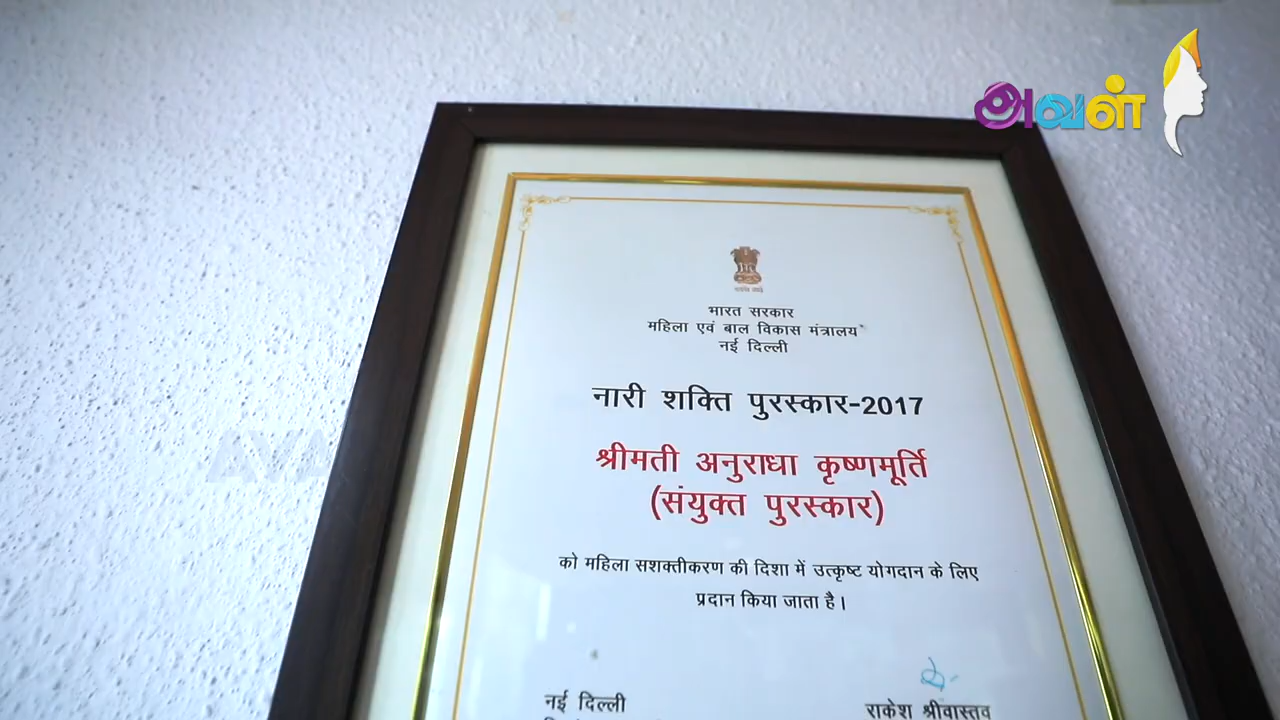 அவள்
भारत सरकार
महिला एवं बाल विकास मंत्रालय
नई दिल्ली
नारी शक्ति पुरस्कार-2017
श्रीमती अनुराधा कृष्णमूर्ति
(संयुक्त पुरस्कार)
को महिला सशक्तीकरण की दिशा में उत्कृष्ट योगदान के लिए
प्रदान किया जाता है।
नई दिल्ली
राकेश श्रीवास्तव